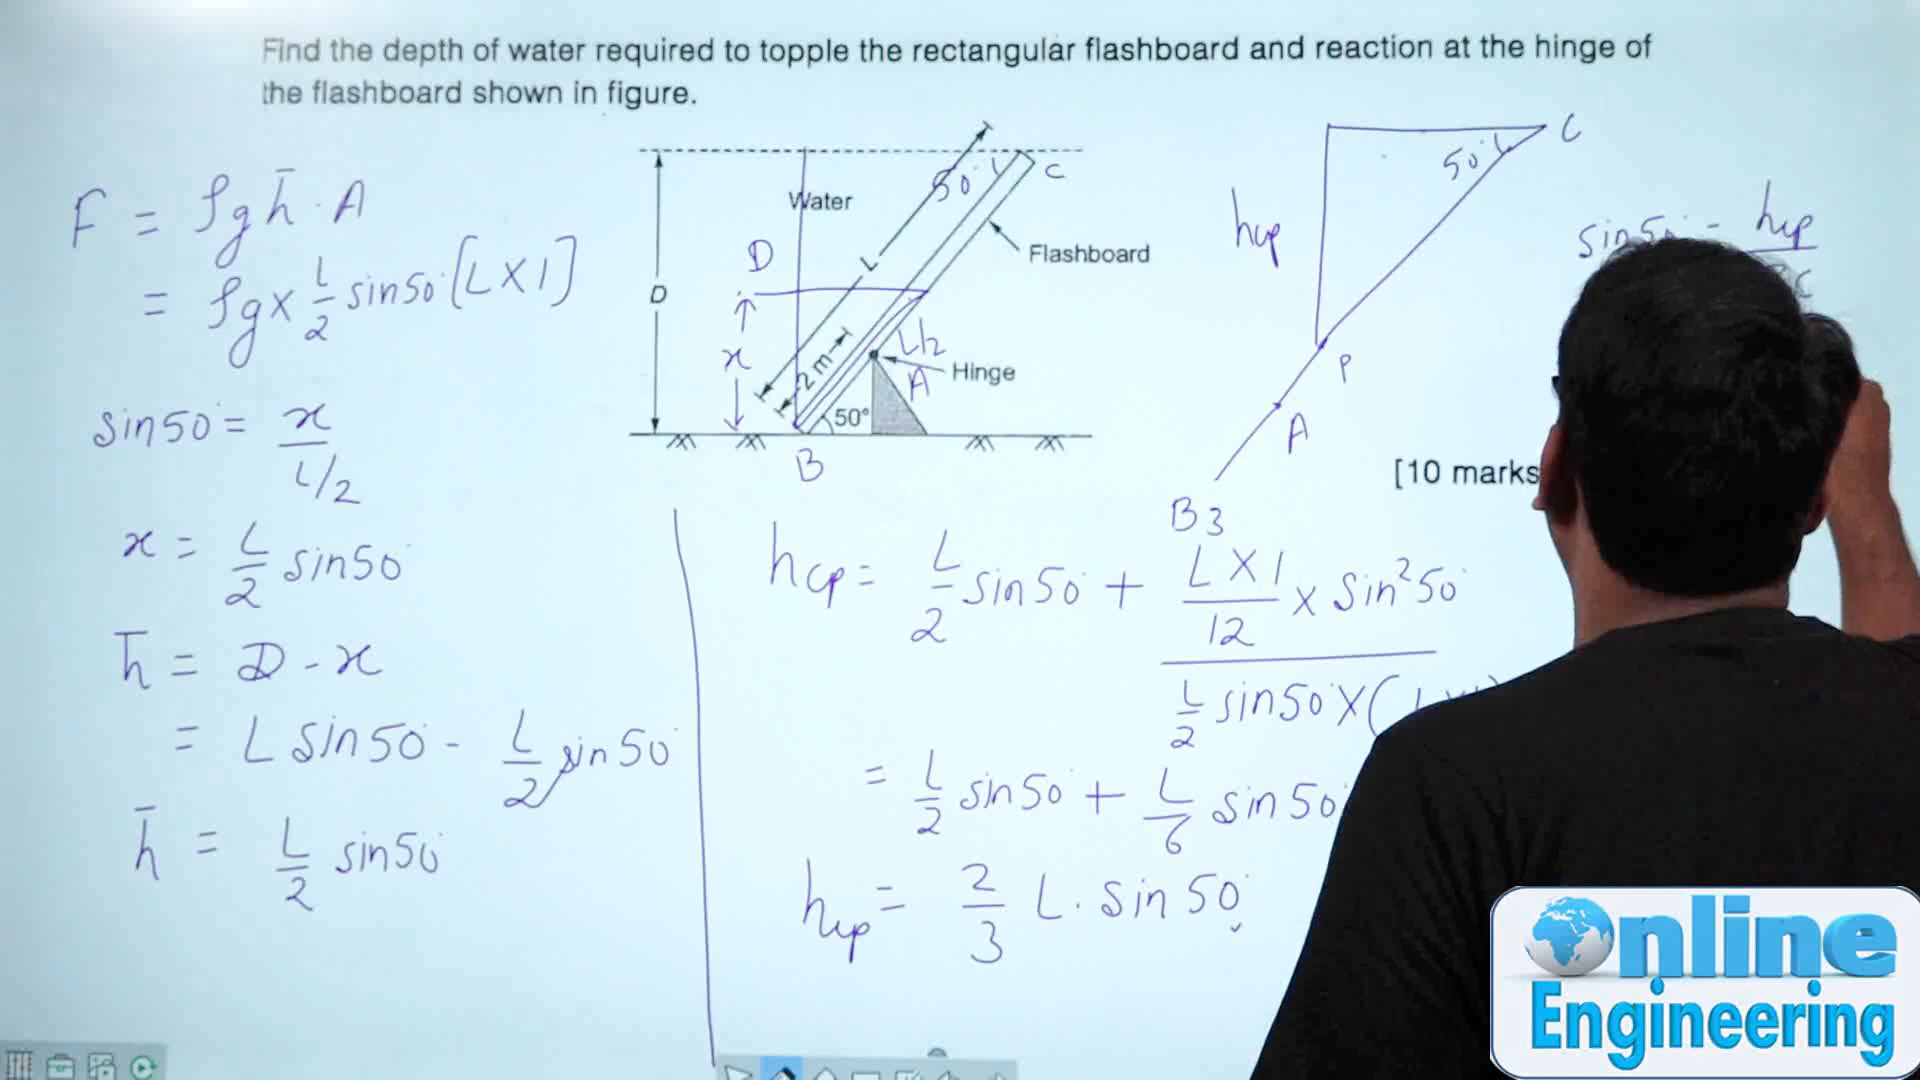 Find the depth of water required to topple the rectangular flashboard and reaction at the hinge of
the flashboard shown in figure.
F = ρg h̄ · A
= ρg × L/2 sin50° [L × 1]
sin50° = x / L/2
x = L/2 sin50°
h̄ = D - x
= L sin50° - L/2 sin50°
h̄ = L/2 sin50°
Water
50°
C
L
Flashboard
D
D
x
2 m
L/2
A
Hinge
50°
B
C
50°
hcp
P
A
B
sin50° = hcp
[10 marks
hcp = L/2 sin50° + L³ × 1 / 12 × sin²50°
L/2 sin50° × (
= L/2 sin50° + L/6 sin50°
hcp = 2/3 L · sin50°
Online
Engineering